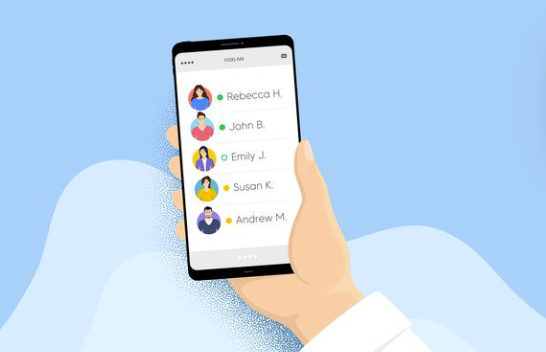 10:00 AM
Rebecca H.
John B.
Emily J.
Susan K.
Andrew M.